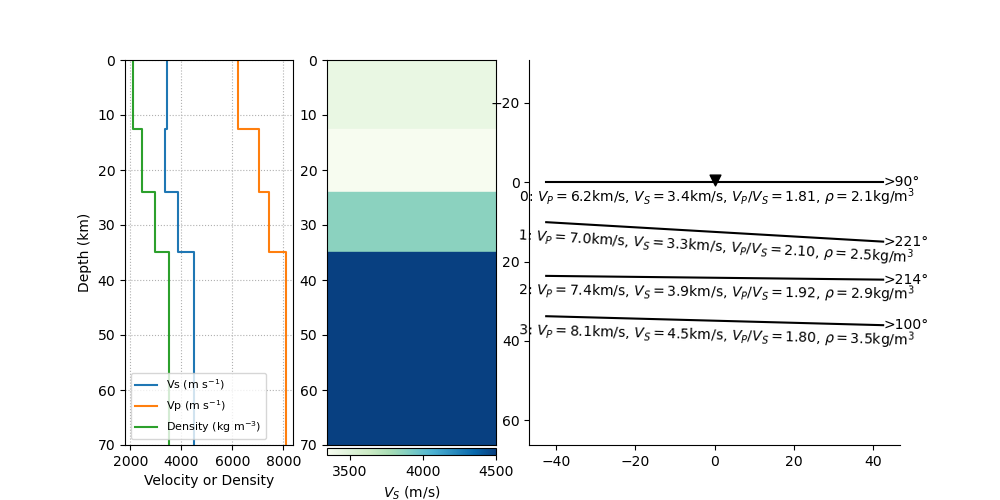 0
10
20
30
40
50
60
70
Depth (km)
2000 4000 6000 8000
Velocity or Density
Vs (m s⁻¹)
Vp (m s⁻¹)
Density (kg m⁻³)
0
10
20
30
40
50
60
70
3500 4000 4500
V_S (m/s)
−20
0
20
40
60
−40 −20 0 20 40
>90°
0: V_P = 6.2km/s, V_S = 3.4km/s, V_P/V_S = 1.81, ρ = 2.1kg/m³
>221°
1: V_P = 7.0km/s, V_S = 3.3km/s, V_P/V_S = 2.10, ρ = 2.5kg/m³
>214°
2: V_P = 7.4km/s, V_S = 3.9km/s, V_P/V_S = 1.92, ρ = 2.9kg/m³
>100°
3: V_P = 8.1km/s, V_S = 4.5km/s, V_P/V_S = 1.80, ρ = 3.5kg/m³